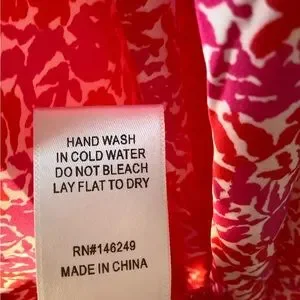 HAND WASH
IN COLD WATER
DO NOT BLEACH
LAY FLAT TO DRY
RN#146249
MADE IN CHINA